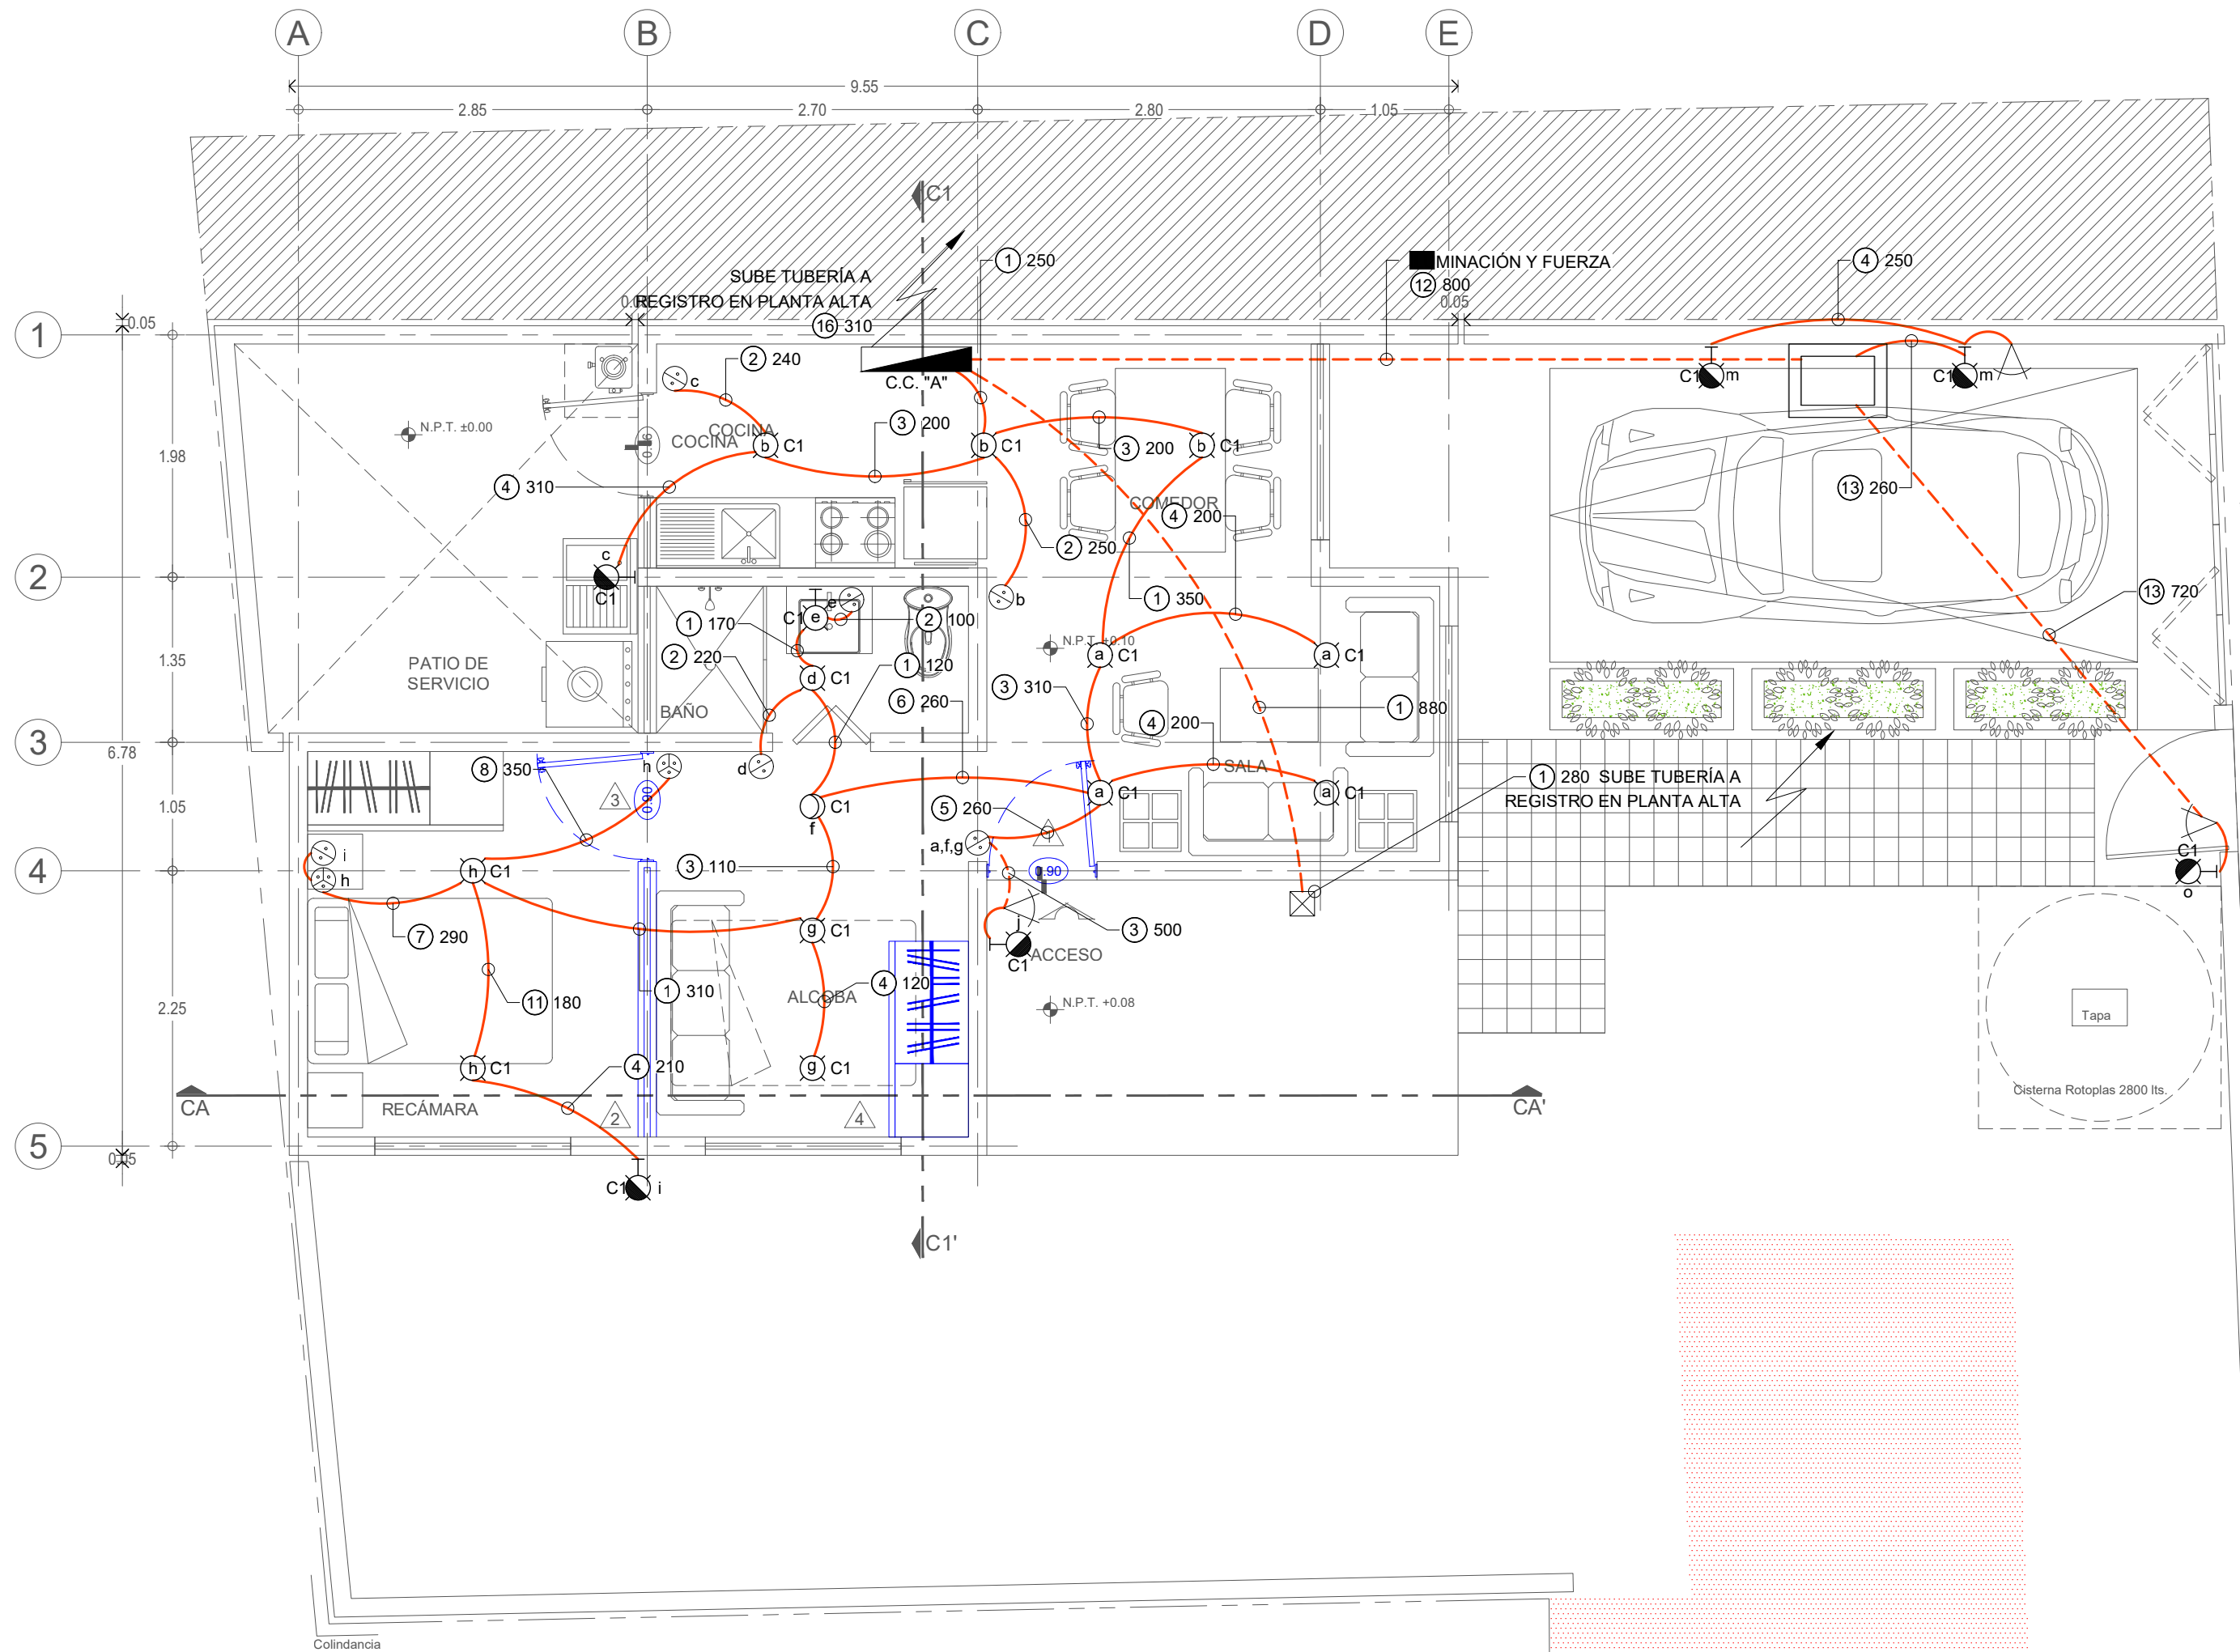 A
B
C
D
E
9.55
2.85
2.70
2.80
1.05
C1
1 250
MINACIÓN Y FUERZA
12 800
4 250
SUBE TUBERÍA A
REGISTRO EN PLANTA ALTA
16 310
0.05
0.05
1
2 240
C.C. "A"
c
C1 m
C1 m
N.P.T. ±0.00
COCINA
COCINA
3 200
b C1
b C1
3 200
b C1
1.98
4 310
COMEDOR
4 200
13 260
2 250
c
C1
2
b
1 350
13 720
e
C1 e
1 170
2 100
N.P.T. +0.10
1.35
PATIO DE
SERVICIO
2 220
1 120
a C1
a C1
d C1
3 310
6 260
BAÑO
4 200
1 880
3
6.78
8 350
h
d
SALA
1 280 SUBE TUBERÍA A
REGISTRO EN PLANTA ALTA
3
0.90
1.05
C1
f
5 260
a C1
a C1
a,f,g
i
h
4
h C1
3 110
0.90
C1
o
7 290
g C1
j
C1
3 500
ACCESO
1 310
ALCOBA
4 120
11 180
N.P.T. +0.08
2.25
Tapa
h C1
4 210
g C1
Cisterna Rotoplas 2800 lts.
CA
RECÁMARA
2
4
CA'
5
0.05
C1 i
C1'
Colindancia